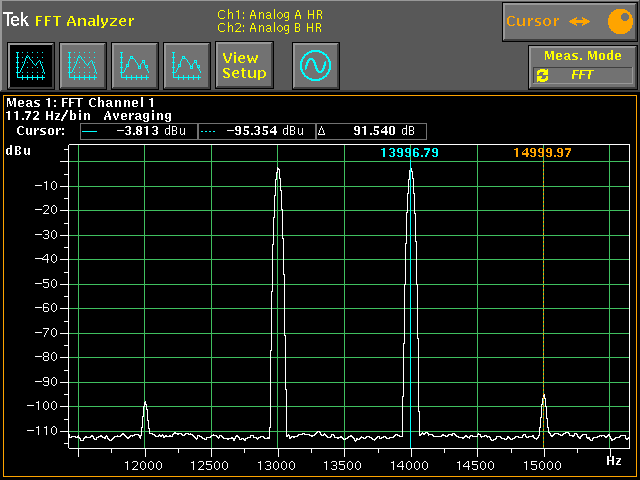 Tek FFT Analyzer
Ch1: Analog A HR
Ch2: Analog B HR
Cursor
View
Setup
Meas. Mode
FFT
Meas 1: FFT Channel 1
11.72 Hz/bin Averaging
Cursor: -3.813 dBu -95.354 dBu Δ 91.540 dB
dBu
13996.79 14999.97
-10
-20
-30
-40
-50
-60
-70
-80
-90
-100
-110
12000 12500 13000 13500 14000 14500 15000 Hz